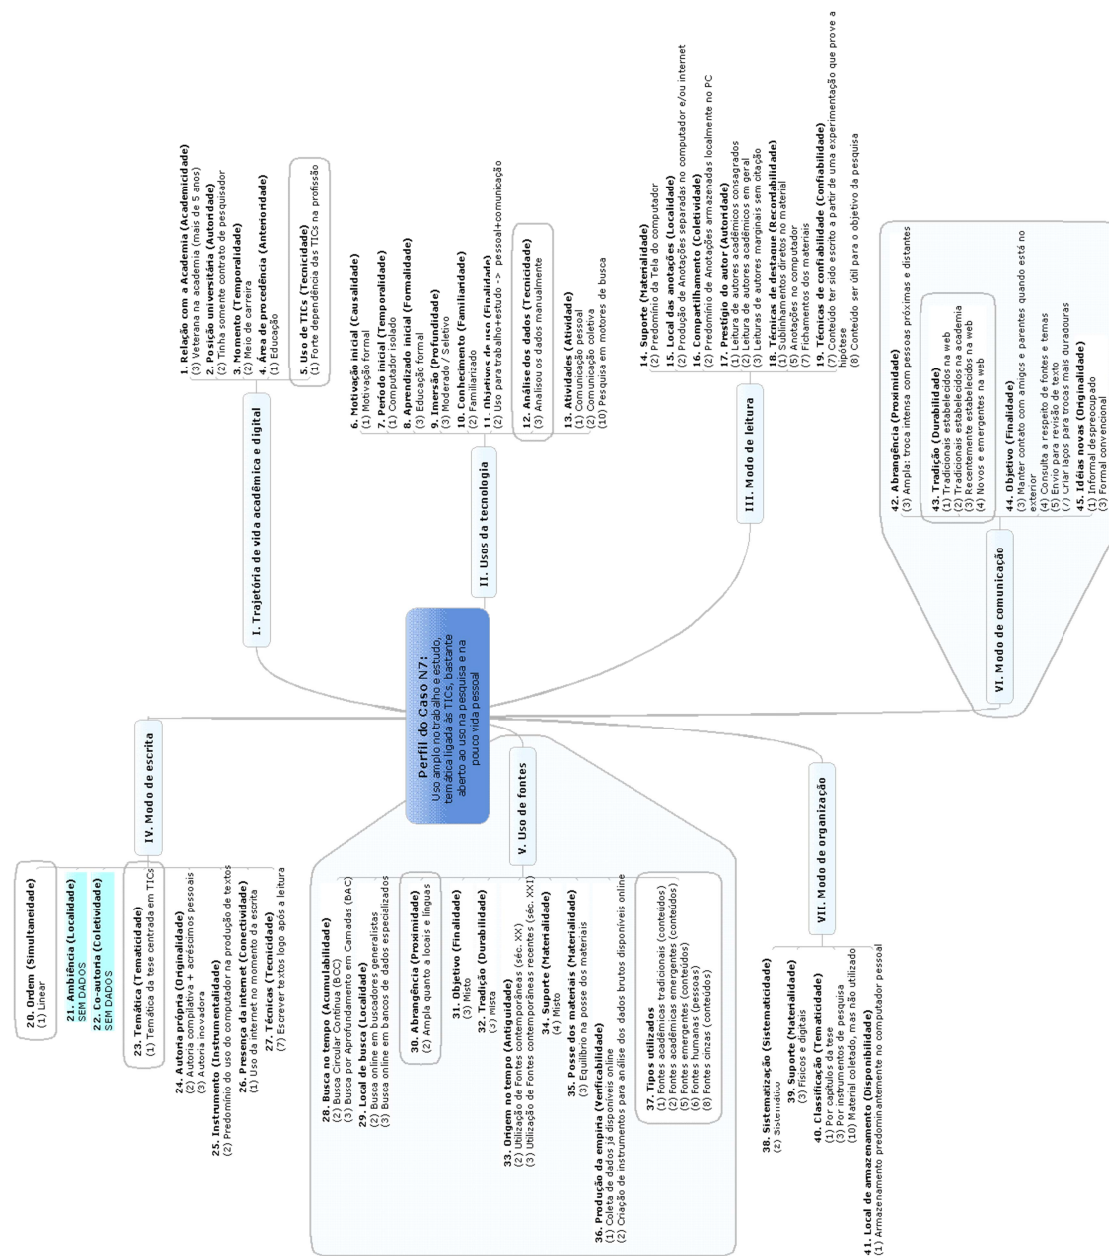 Perfil do Caso N7:
Uso amplo no trabalho e estudo,
temática ligada às TICs, bastante
aberto ao uso na pesquisa e na
pouco vida pessoal
I. Trajetória de vida acadêmica e digital
1. Relação com a Academia (Academicidade)
(3) Veterana na academia (mais de 5 anos)
2. Posição universitária (Autoridade)
(2) Tinha somente contrato de pesquisador
3. Momento (Temporalidade)
(2) Meio de carreira
4. Área de procedência (Anterioridade)
(1) Educação
5. Uso de TICs (Tecnicidade)
(1) Forte dependência das TICs na profissão
II. Usos da tecnologia
6. Motivação inicial (Causalidade)
(1) Motivação formal
7. Período inicial (Temporalidade)
(1) Computador isolado
8. Aprendizado inicial (Formalidade)
(3) Educação formal
9. Imersão (Profundidade)
(3) Moderado / Seletivo
10. Conhecimento (Familiaridade)
(2) Familiarizado
11. Objetivos de uso (Finalidade)
(2) Uso para trabalho+estudo -> pessoal+comunicação
12. Análise dos dados (Tecnicidade)
(3) Analisou os dados manualmente
13. Atividades (Atividade)
(1) Comunicação pessoal
(2) Comunicação coletiva
(10) Pesquisa em motores de busca
III. Modo de leitura
14. Suporte (Materialidade)
(2) Predomínio da Tela do computador
15. Local das anotações (Localidade)
(2) Produção de Anotações separadas no computador e/ou internet
16. Compartilhamento (Coletividade)
(2) Predomínio de Anotações armazenadas localmente no PC
17. Prestígio do autor (Autoridade)
(1) Leitura de autores acadêmicos consagrados
(2) Leitura de autores acadêmicos em geral
(3) Leituras de autores marginais sem citação
18. Técnicas de destaque (Recordabilidade)
(1) Sublinhamentos diretos no material
(5) Anotações no computador
(7) Fichamentos dos materiais
19. Técnicas de confiabilidade (Confiabilidade)
(7) Conteúdo ter sido escrito a partir de uma experimentação que prove a
hipótese
(8) Conteúdo ser útil para o objetivo da pesquisa
IV. Modo de escrita
20. Ordem (Simultaneidade)
(1) Linear
21. Ambiência (Localidade)
SEM DADOS
22. Co-autoria (Coletividade)
SEM DADOS
23. Temática (Tematicidade)
(1) Temática da tese centrada em TICs
24. Autoria própria (Originalidade)
(2) Autoria compilativa + acréscimos pessoais
(3) Autoria inovadora
25. Instrumento (Instrumentalidade)
(2) Predomínio do uso do computador na produção de textos
26. Presença da internet (Conectividade)
(1) Uso da internet no momento da escrita
27. Técnicas (Tecnicidade)
(7) Escrever textos logo após a leitura
V. Uso de fontes
28. Busca no tempo (Acumulabilidade)
(2) Busca Circular Contínua (BCC)
(3) Busca por Aprofundamento em Camadas (BAC)
29. Local de busca (Localidade)
(2) Busca online em buscadores generalistas
(3) Busca online em bancos de dados especializados
30. Abrangência (Proximidade)
(2) Ampla quanto a locais e línguas
31. Objetivo (Finalidade)
(3) Misto
32. Tradição (Durabilidade)
(3) Mista
33. Origem no tempo (Antiguidade)
(2) Utilização de Fontes contemporâneas (séc. XX)
(3) Utilização de Fontes contemporâneas recentes (séc. XXI)
34. Suporte (Materialidade)
(4) Misto
35. Posse dos materiais (Materialidade)
(3) Equilíbrio na posse dos materiais
36. Produção da empiria (Verificabilidade)
(1) Coleta de dados já disponíveis online
(2) Criação de instrumentos para análise dos dados brutos disponíveis online
37. Tipos utilizados
(1) Fontes acadêmicas tradicionais (conteúdos)
(2) Fontes acadêmicas emergentes (conteúdos)
(5) Fontes emergentes (conteúdos)
(6) Fontes humanas (pessoas)
(8) Fontes cinzas (conteúdos)
VI. Modo de comunicação
42. Abrangência (Proximidade)
(3) Ampla: troca intensa com pessoas próximas e distantes
43. Tradição (Durabilidade)
(1) Tradicionais estabelecidos na web
(2) Tradicionais estabelecidos na academia
(3) Recentemente estabelecidos na web
(4) Novos e emergentes na web
44. Objetivo (Finalidade)
(3) Manter contato com amigos e parentes quando está no
exterior
(4) Consulta a respeito de fontes e temas
(5) Envio para revisão de texto
(7) Criar laços para trocas mais duradouras
45. Idéias novas (Originalidade)
(1) Informal despreocupado
(3) Formal convencional
VII. Modo de organização
38. Sistematização (Sistematicidade)
(2) Sistemático
39. Suporte (Materialidade)
(3) Físicos e digitais
40. Classificação (Tematicidade)
(1) Por capítulos da tese
(3) Por instrumentos de pesquisa
(10) Material coletado, mas não utilizado
41. Local de armazenamento (Disponibilidade)
(1) Armazenamento predominantemente no computador pessoal